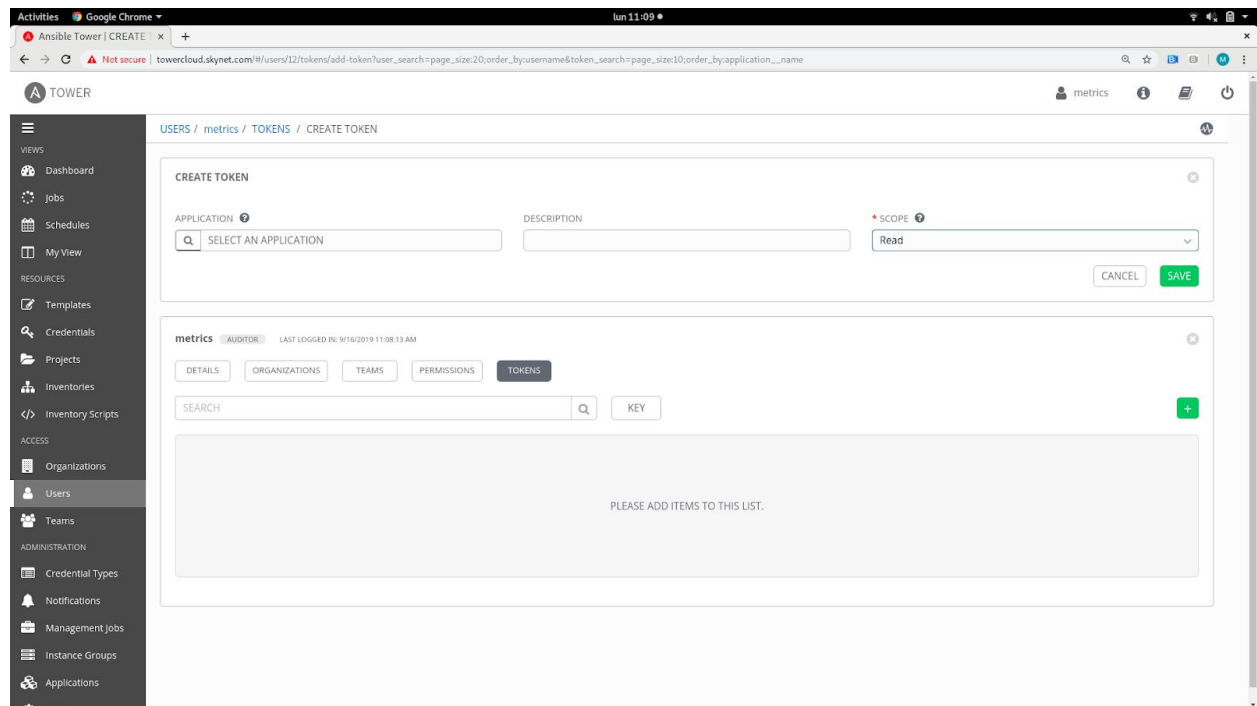 Activities Google Chrome lun 11:09
Ansible Tower | CREATE
Not secure towercloud.skynet.com/#/users/12/tokens/add-token?user_search=page_size:20;order_by:username&token_search=page_size:10;order_by:application__name
M
A TOWER metrics
USERS / metrics / TOKENS / CREATE TOKEN
VIEWS
Dashboard
Jobs
Schedules
My View
RESOURCES
Templates
Credentials
Projects
Inventories
Inventory Scripts
ACCESS
Organizations
Users
Teams
ADMINISTRATION
Credential Types
Notifications
Management Jobs
Instance Groups
Applications
CREATE TOKEN
APPLICATION DESCRIPTION * SCOPE
SELECT AN APPLICATION Read
CANCEL SAVE
metrics AUDITOR LAST LOGGED IN: 9/16/2019 11:08:13 AM
DETAILS ORGANIZATIONS TEAMS PERMISSIONS TOKENS
SEARCH KEY +
PLEASE ADD ITEMS TO THIS LIST.